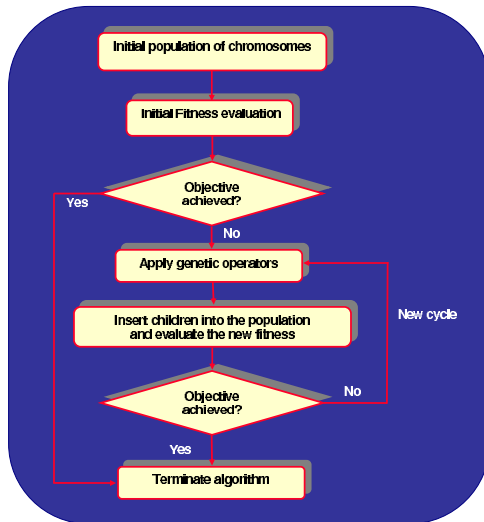 Initial population of chromosomes
Initial Fitness evaluation
Objective
achieved?
Yes
No
Apply genetic operators
Insert children into the population
and evaluate the new fitness
New cycle
Objective
achieved?
No
Yes
Terminate algorithm